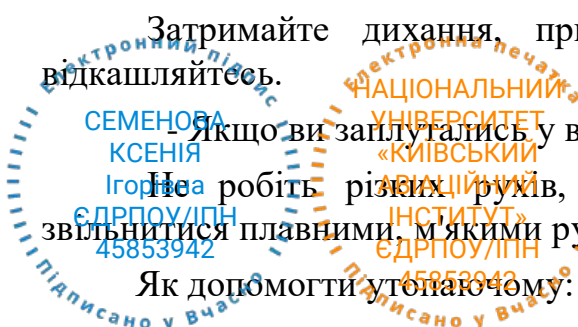 Затримайте дихання, при
відкашляйтесь.
- Якщо ви заплутались у в
Не робіть різких рухів,
звільнитися плавними, м'якими ру
Як допомогти утопаючому:
Електронний підпис
СЕМЕНОВА
КСЕНІЯ
Ігорівна
ЄДРПОУ/ІПН
45853942
Підписано у Вчасно
Електронна печатка
НАЦІОНАЛЬНИЙ
УНІВЕРСИТЕТ
«КИЇВСЬКИЙ
АВІАЦІЙНИЙ
ІНСТИТУТ»
ЄДРПОУ/ІПН
45853942
Підписано у Вчасно